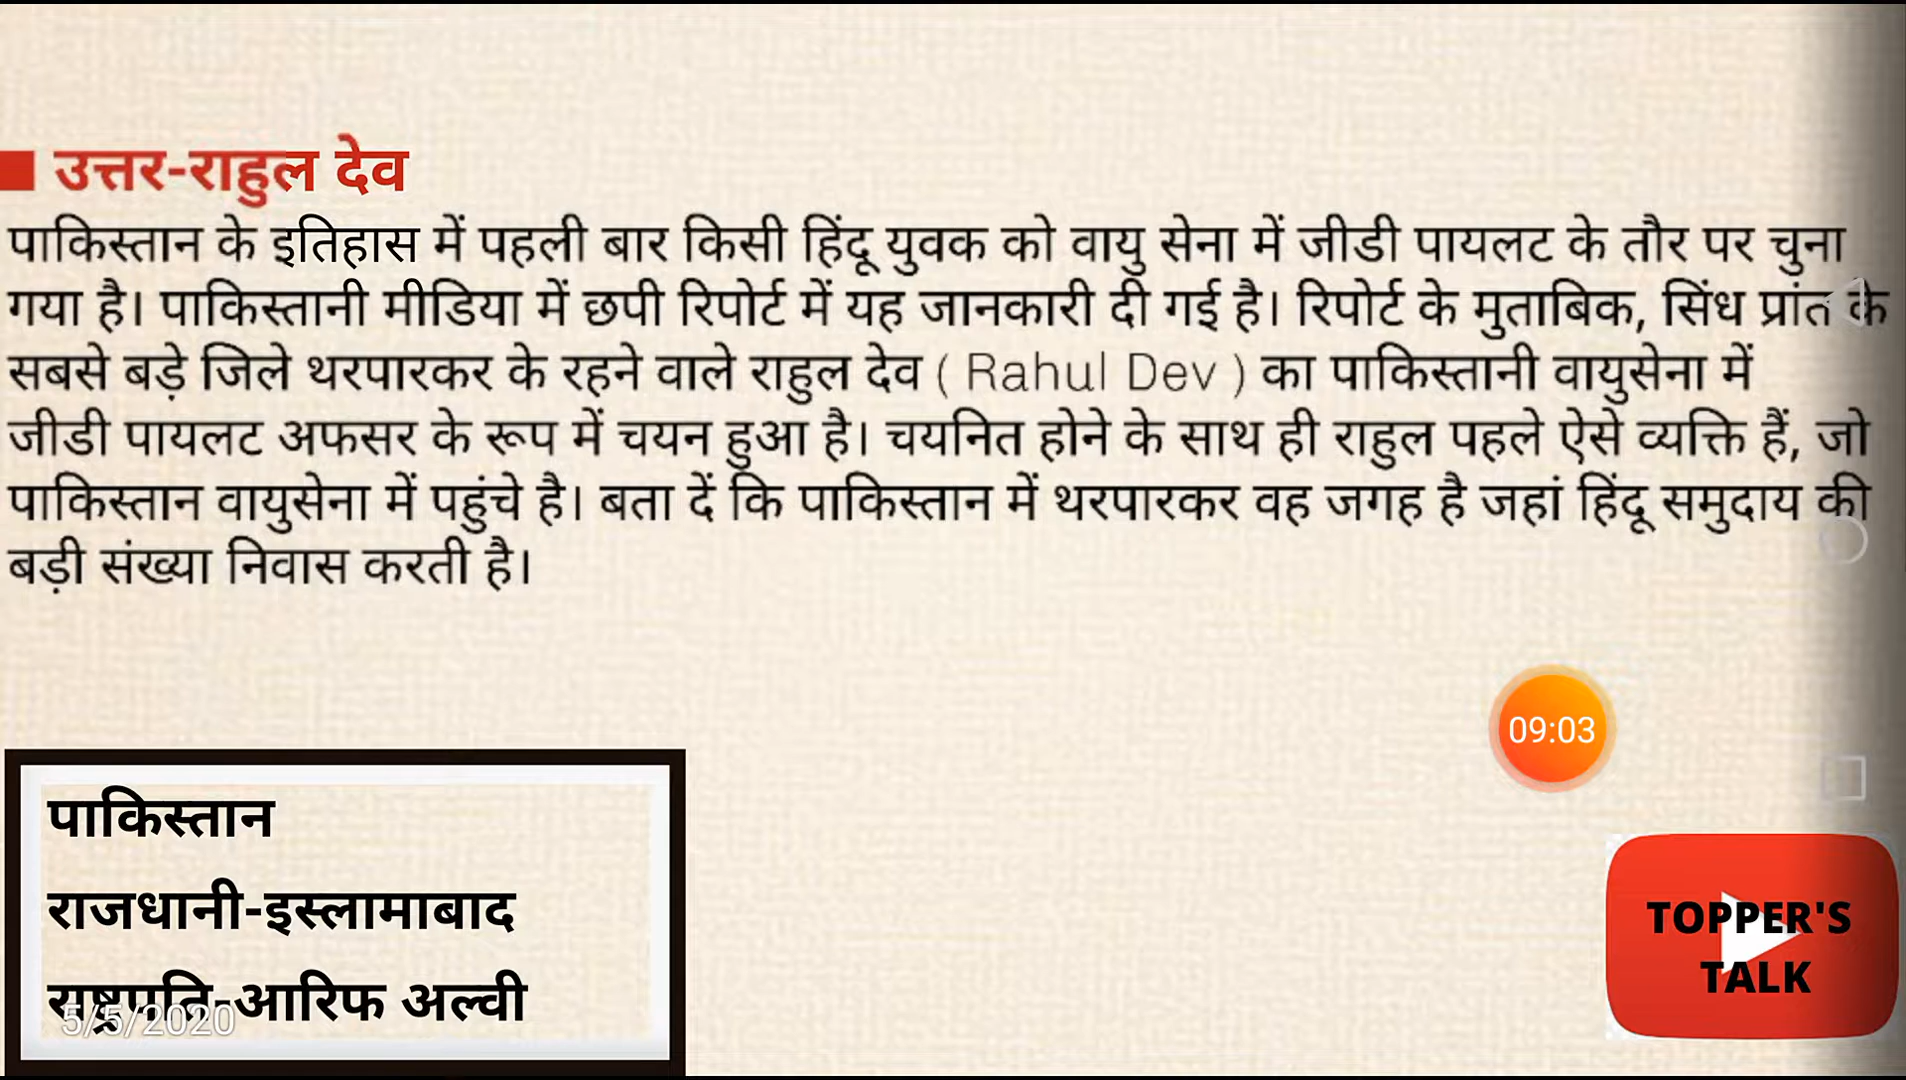 उत्तर-राहुल देव
पाकिस्तान के इतिहास में पहली बार किसी हिंदू युवक को वायु सेना में जीडी पायलट के तौर पर चुना
गया है। पाकिस्तानी मीडिया में छपी रिपोर्ट में यह जानकारी दी गई है। रिपोर्ट के मुताबिक, सिंध प्रांत के
सबसे बड़े जिले थरपारकर के रहने वाले राहुल देव ( Rahul Dev ) का पाकिस्तानी वायुसेना में
जीडी पायलट अफसर के रूप में चयन हुआ है। चयनित होने के साथ ही राहुल पहले ऐसे व्यक्ति हैं, जो
पाकिस्तान वायुसेना में पहुंचे है। बता दें कि पाकिस्तान में थरपारकर वह जगह है जहां हिंदू समुदाय की
बड़ी संख्या निवास करती है।
09:03
पाकिस्तान
राजधानी-इस्लामाबाद
राष्ट्रपति-आरिफ अल्वी
5/5/2020
TOPPER'S
TALK